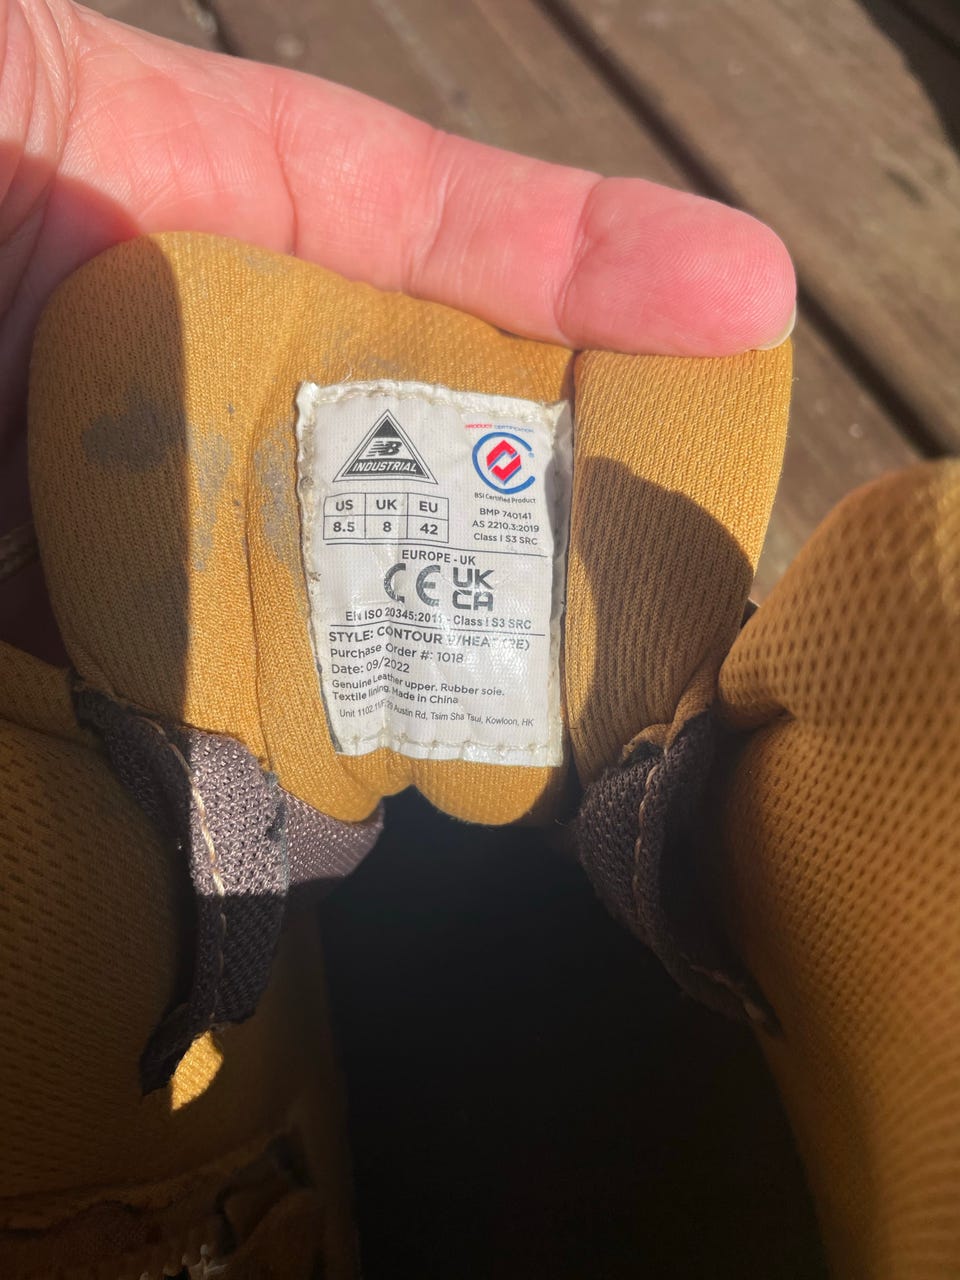 NB
INDUSTRIAL
PRODUCT CERTIFICATION
BSI Certified Product
US UK EU
8.5 8 42
BMP 740141
AS 2210.3:2019
Class I S3 SRC
EUROPE - UK
CE UK CA
EN ISO - Class I S3 SRC
STYLE: CONTOUR
Purchase Order #: 1018
Date: 09/2022
Genuine Leather upper. Rubber sole.
Textile lining. Made in China
Unit Austin Rd, Tsim Sha Tsui, Kowloon, HK